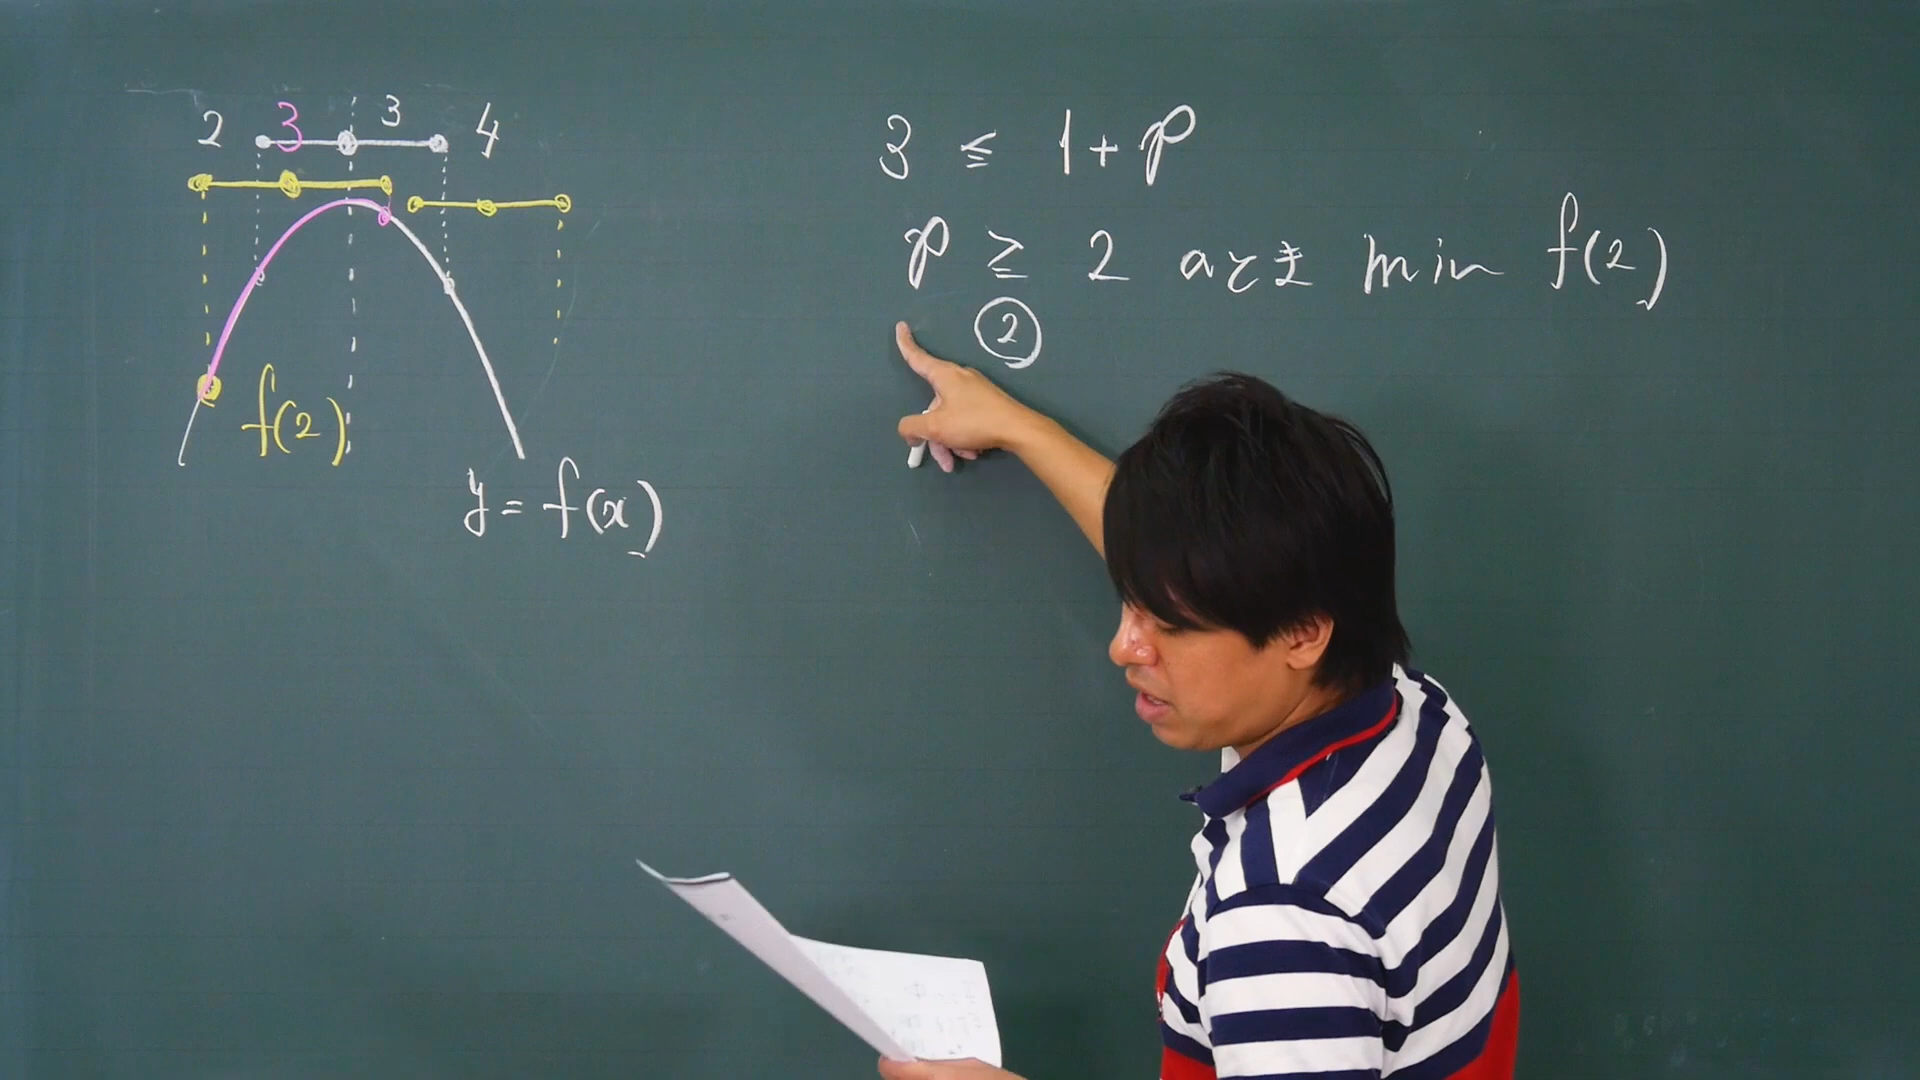 2 3 3 4
f(2)
y = f(x)
3 ≦ 1+p
p ≧ 2 のとき min f(2)
②